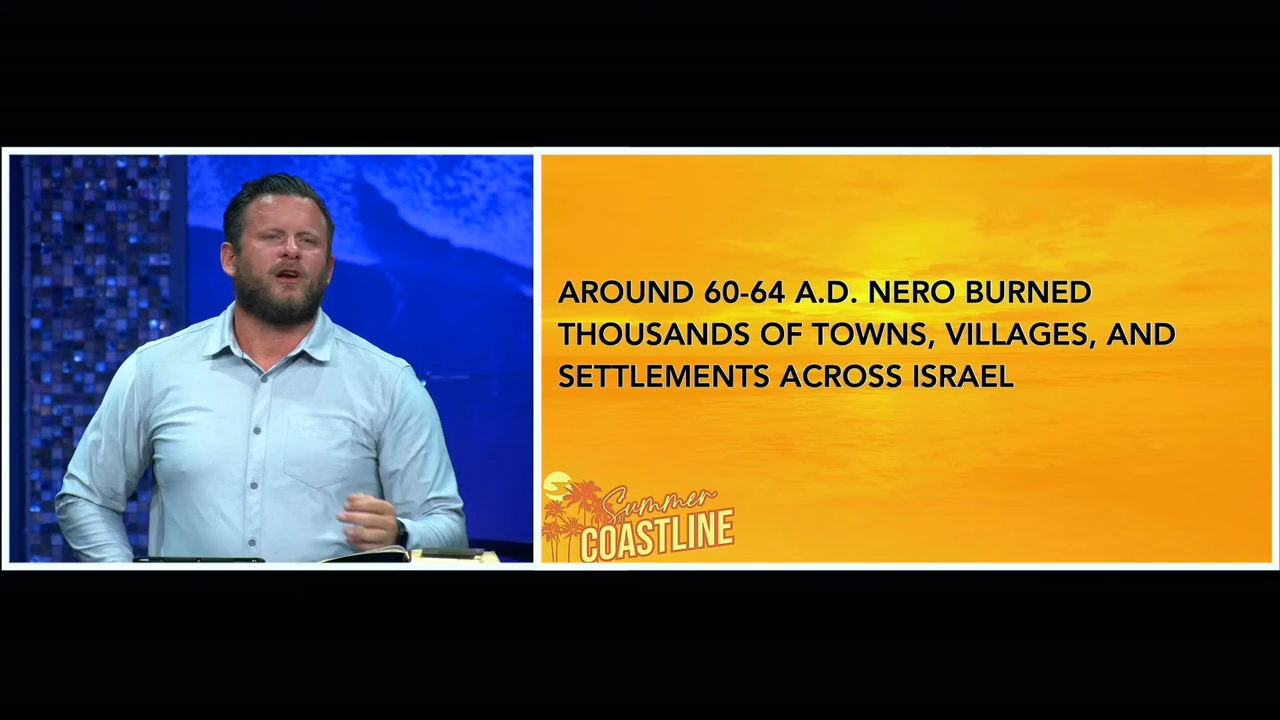 AROUND 60-64 A.D. NERO BURNED
THOUSANDS OF TOWNS, VILLAGES, AND
SETTLEMENTS ACROSS ISRAEL
Summer
COASTLINE